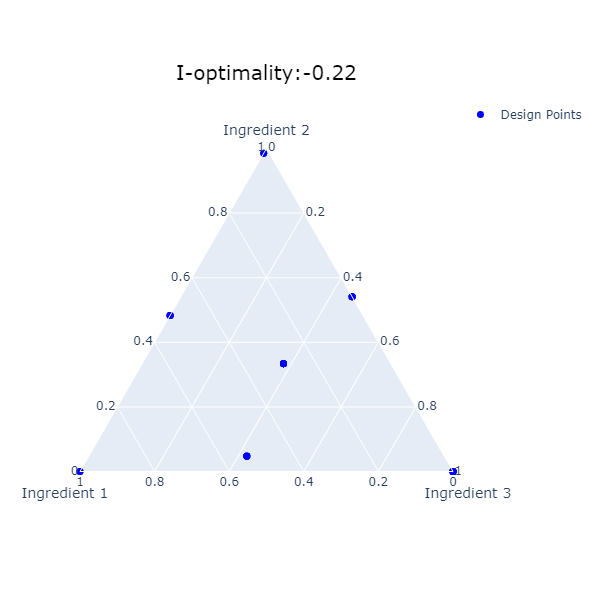 I-optimality:-0.22
Design Points
Ingredient 2
1.0
0.8 0.2
0.6 0.4
0.4 0.6
0.2 0.8
0 1
1 0.8 0.6 0.4 0.2 0
Ingredient 1 Ingredient 3